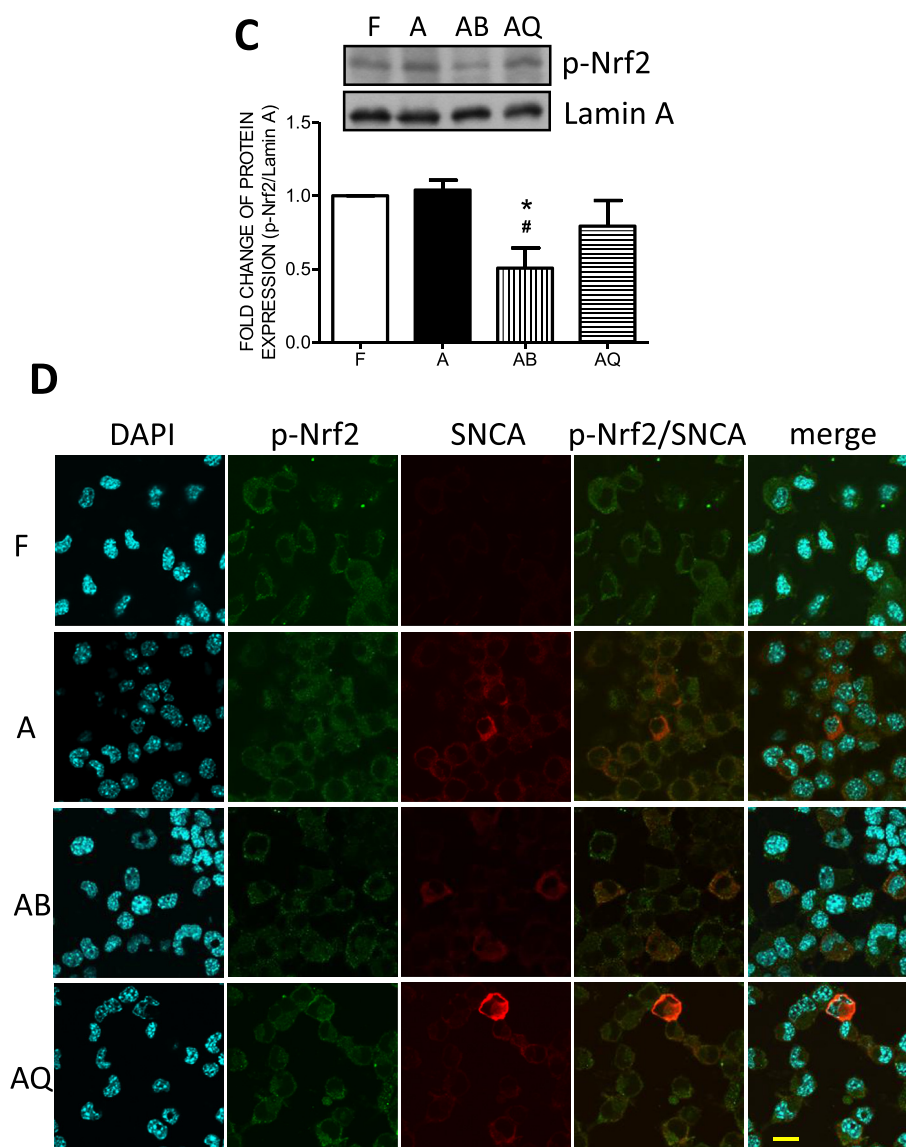 C
F A AB AQ
p-Nrf2
Lamin A
FOLD CHANGE OF PROTEIN
EXPRESSION (p-Nrf2/Lamin A)
1.5
1.0
0.5
0.0
*
#
F A AB AQ
D
DAPI p-Nrf2 SNCA p-Nrf2/SNCA merge
F
A
AB
AQ